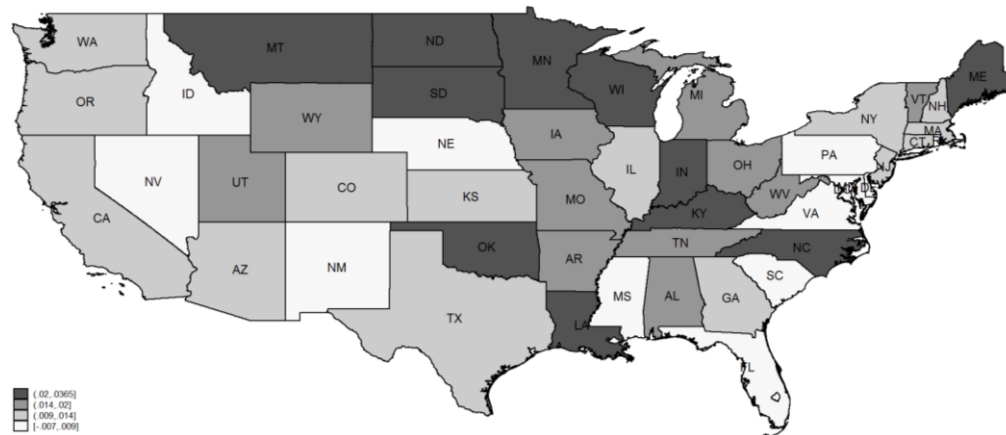 WA
MT
ND
MN
ME
OR
ID
SD
WI
MI
VT
NH
WY
NY
MA
IA
CT
NE
PA
NJ
NV
UT
CO
IL
IN
OH
KS
MO
WV
VA
CA
KY
OK
TN
NC
AZ
NM
AR
SC
MS
AL
GA
TX
LA
FL
(.02,.0365]
(.014,.02]
(.009,.014]
[-.007,.009]